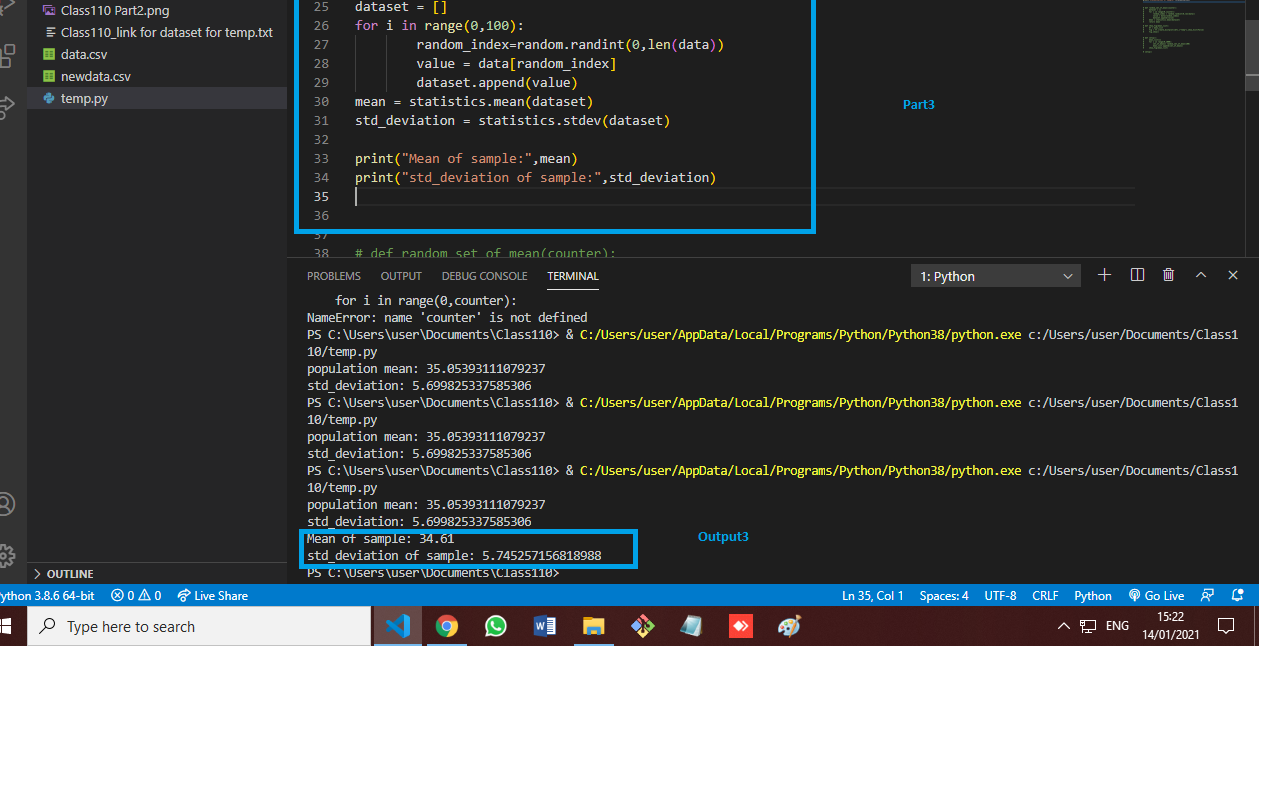 Class110 Part2.png
Class110_link for dataset for temp.txt
data.csv
newdata.csv
temp.py
OUTLINE
25 dataset = []
26 for i in range(0,100):
27 random_index=random.randint(0,len(data))
28 value = data[random_index]
29 dataset.append(value)
30 mean = statistics.mean(dataset)
31 std_deviation = statistics.stdev(dataset)
32
33 print("Mean of sample:",mean)
34 print("std_deviation of sample:",std_deviation)
35
36
37
38 # def random_set_of_mean(counter):
Part3
PROBLEMS OUTPUT DEBUG CONSOLE TERMINAL 1: Python
for i in range(0,counter):
NameError: name 'counter' is not defined
PS C:\Users\user\Documents\Class110> & C:/Users/user/AppData/Local/Programs/Python/Python38/python.exe c:/Users/user/Documents/Class1
10/temp.py
population mean: 35.05393111079237
std_deviation: 5.699825337585306
PS C:\Users\user\Documents\Class110> & C:/Users/user/AppData/Local/Programs/Python/Python38/python.exe c:/Users/user/Documents/Class1
10/temp.py
population mean: 35.05393111079237
std_deviation: 5.699825337585306
PS C:\Users\user\Documents\Class110> & C:/Users/user/AppData/Local/Programs/Python/Python38/python.exe c:/Users/user/Documents/Class1
10/temp.py
population mean: 35.05393111079237
std_deviation: 5.699825337585306
Mean of sample: 34.61
std_deviation of sample: 5.745257156818988
PS C:\Users\user\Documents\Class110>
Output3
ython 3.8.6 64-bit 0 0 Live Share Ln 35, Col 1 Spaces: 4 UTF-8 CRLF Python Go Live
Type here to search
ENG
15:22
14/01/2021